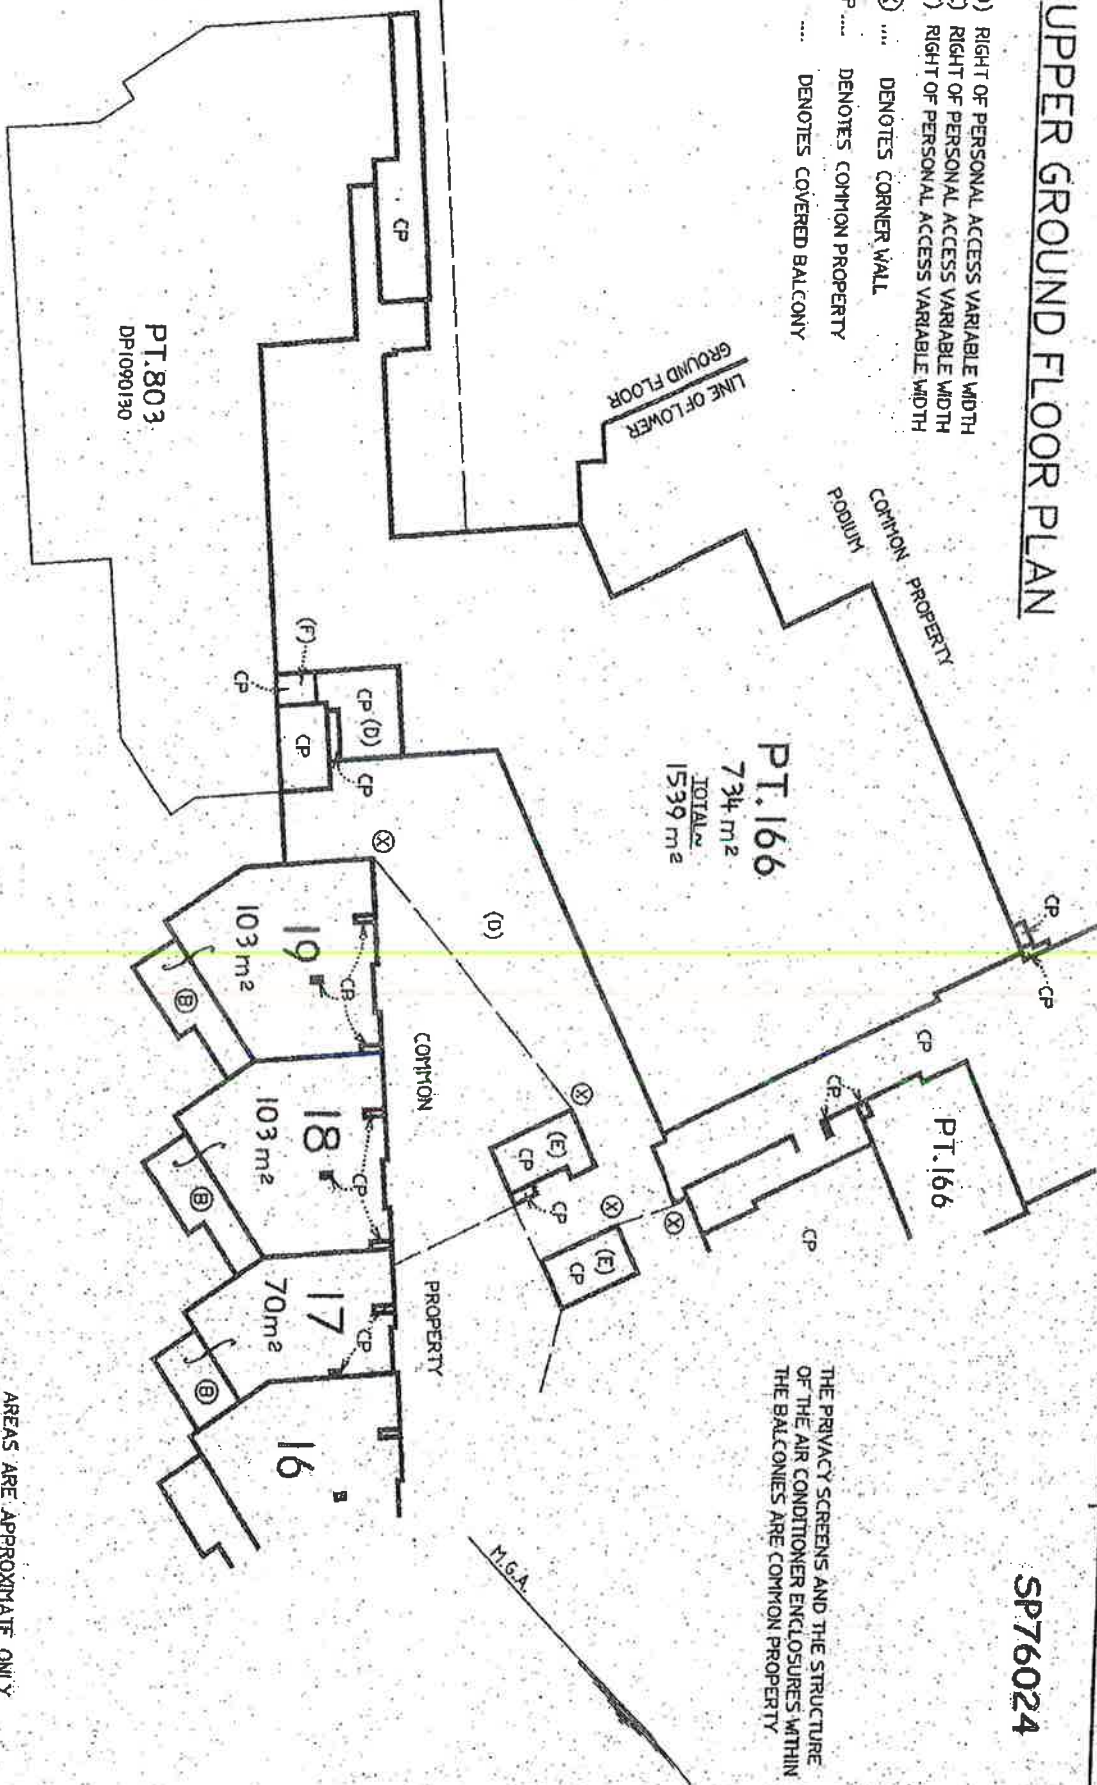 UPPER GROUND FLOOR PLAN
SP76024
) RIGHT OF PERSONAL ACCESS VARIABLE WIDTH
) RIGHT OF PERSONAL ACCESS VARIABLE WIDTH
) RIGHT OF PERSONAL ACCESS VARIABLE WIDTH
Ⓧ .... DENOTES CORNER WALL
P.... DENOTES COMMON PROPERTY
.... DENOTES COVERED BALCONY
THE PRIVACY SCREENS AND THE STRUCTURE
OF THE AIR CONDITIONER ENCLOSURES WITHIN
THE BALCONIES ARE COMMON PROPERTY
COMMON PROPERTY
PODIUM
LINE OF LOWER
GROUND FLOOR
CP
CP
CP
CP
PT.166
CP
PT.166
734 m²
TOTAL
1539 m²
CP
(D)
Ⓧ
Ⓧ
Ⓧ
Ⓧ
(E)
CP
CP
(E)
CP
M.G.A.
CP
CP (D)
(F)
CP
CP
CP
COMMON
PROPERTY
CP
CP
CP
19
103 m²
Ⓑ
18
103 m²
Ⓑ
17
70 m²
Ⓑ
16
PT.803
DP1090130
AREAS ARE APPROXIMATE ONLY